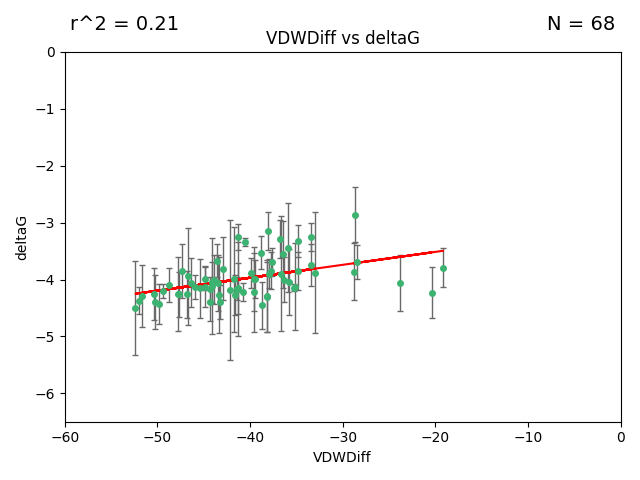 r^2 = 0.21
N = 68
VDWDiff vs deltaG
0
−1
−2
−3
−4
−5
−6
deltaG
−60 −50 −40 −30 −20 −10 0
VDWDiff